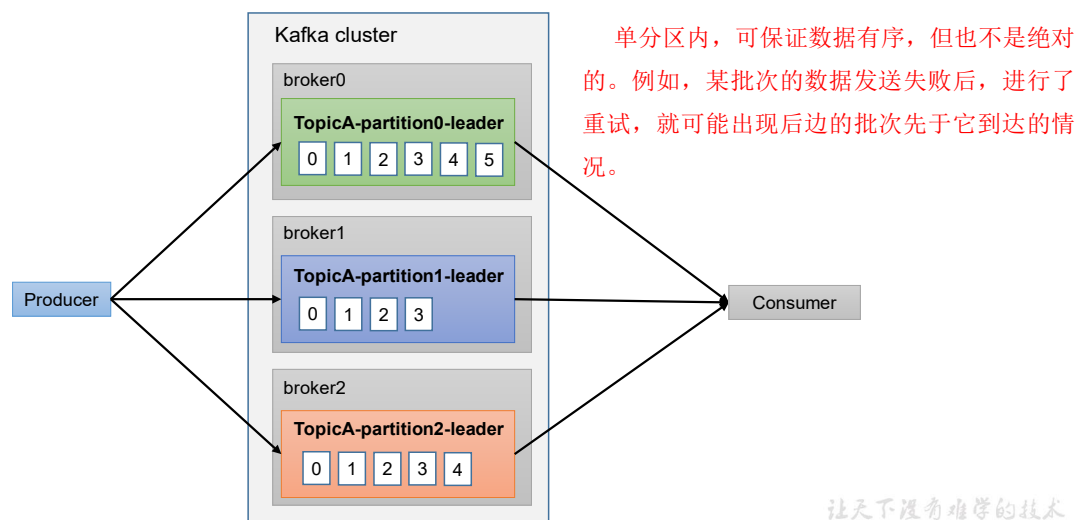 Kafka cluster
单分区内，可保证数据有序，但也不是绝对
的。例如，某批次的数据发送失败后，进行了
重试，就可能出现后边的批次先于它到达的情
况。
broker0
TopicA-partition0-leader
0 1 2 3 4 5
broker1
TopicA-partition1-leader
0 1 2 3
Producer
Consumer
broker2
TopicA-partition2-leader
0 1 2 3 4
让天下没有难学的技术